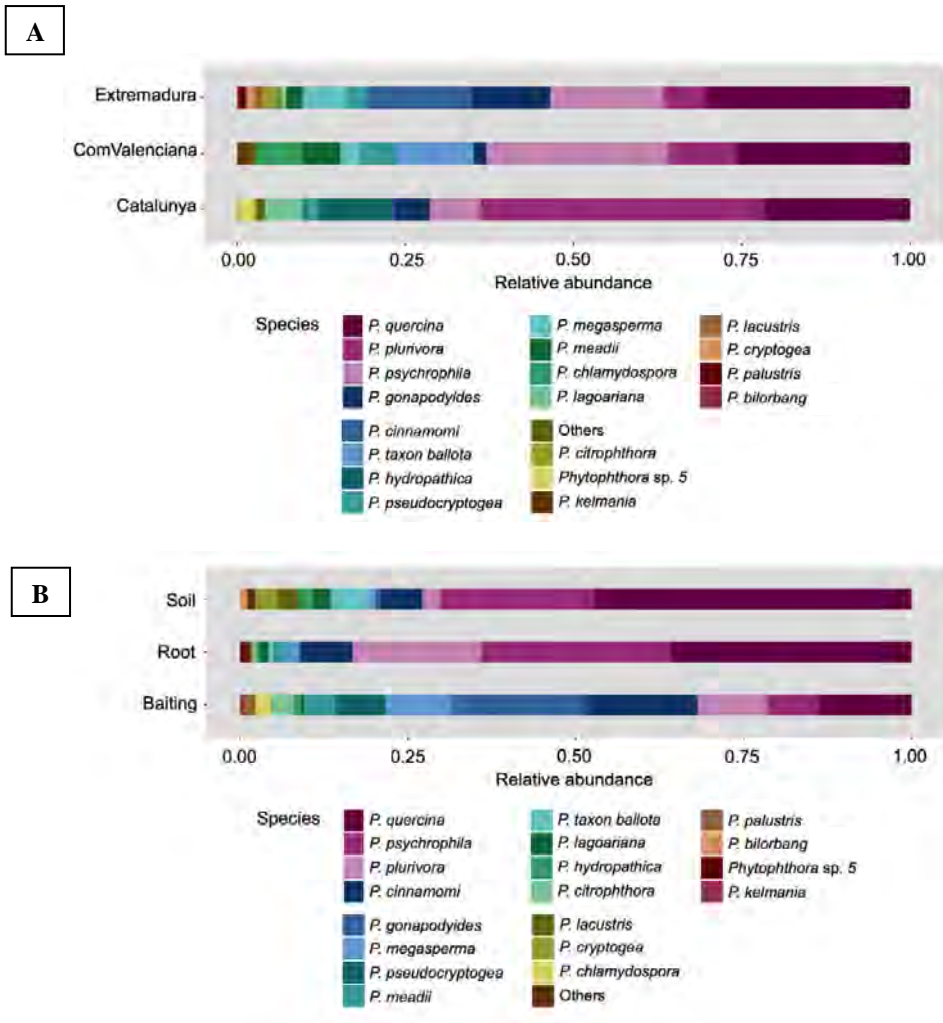 A
Extremadura
ComValenciana
Catalunya
0.00 0.25 0.50 0.75 1.00
Relative abundance
Species
P. quercina P. megasperma P. lacustris
P. plurivora P. meadii P. cryptogea
P. psychrophila P. chlamydospora P. palustris
P. gonapodyides P. lagoariana P. bilorbang
P. cinnamomi Others
P. taxon ballota P. citrophthora
P. hydropathica Phytophthora sp. 5
P. pseudocryptogea P. kelmania
B
Soil
Root
Baiting
0.00 0.25 0.50 0.75 1.00
Relative abundance
Species
P. quercina P. taxon ballota P. palustris
P. psychrophila P. lagoariana P. bilorbang
P. plurivora P. hydropathica Phytophthora sp. 5
P. cinnamomi P. citrophthora P. kelmania
P. gonapodyides P. lacustris
P. megasperma P. cryptogea
P. pseudocryptogea P. chlamydospora
P. meadii Others